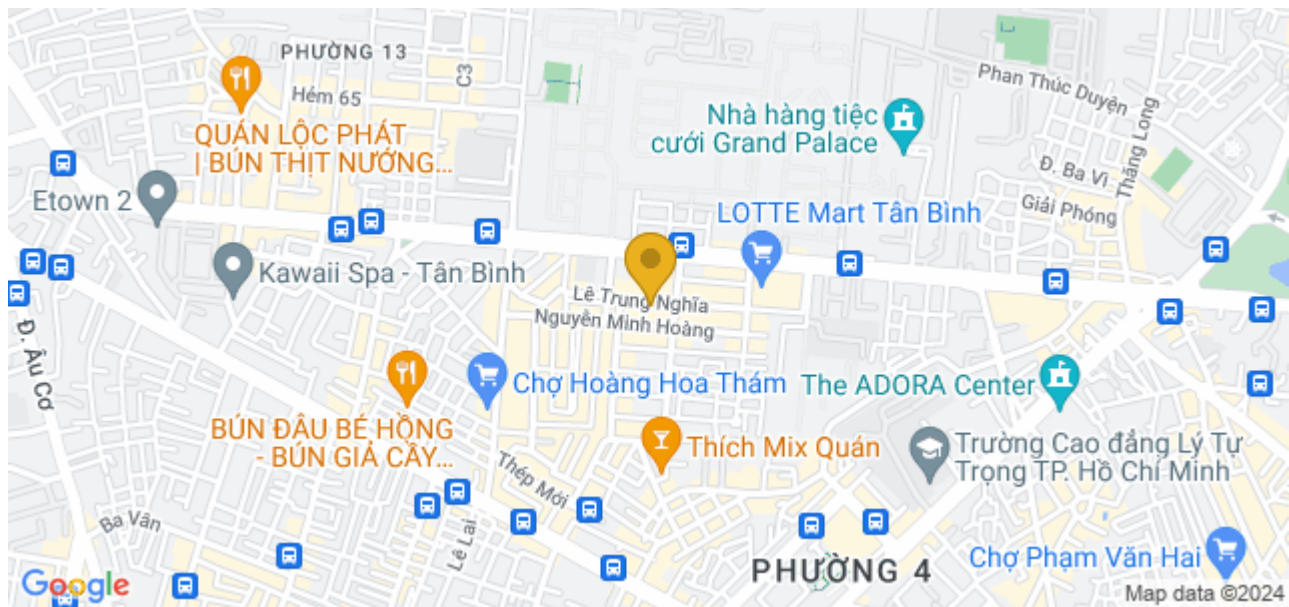 PHƯỜNG 13
C3
Hém 65
Phan Thúc Duyện
Thăng Long
Nhà hàng tiệc
cưới Grand Palace
QUÁN LỘC PHÁT
| BÚN THỊT NƯỚNG...
Đ. Ba Vì
Giải Phóng
Etown 2
LOTTE Mart Tân Bình
Kawaii Spa - Tân Bình
Lê Trung Nghĩa
Nguyễn Minh Hoàng
Đ. Âu Cơ
Chợ Hoàng Hoa Thám
The ADORA Center
BÚN ĐẬU BÉ HỒNG
- BÚN GIẢ CẦY...
Thích Mix Quán
Trường Cao đẳng Lý Tự
Trọng TP. Hồ Chí Minh
Thép Mới
Ba Vân
Lê Lai
PHƯỜNG 4
Chợ Phạm Văn Hai
Google
Map data ©2024